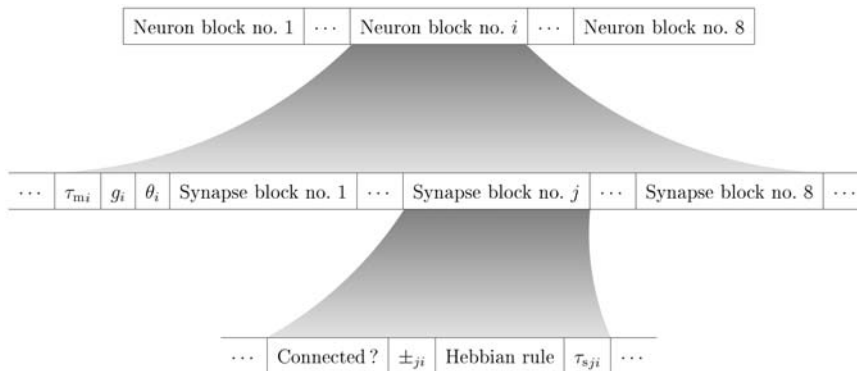 Neuron block no. 1 ··· Neuron block no. i ··· Neuron block no. 8
··· τmi gi θi Synapse block no. 1 ··· Synapse block no. j ··· Synapse block no. 8 ···
··· Connected ? ±ji Hebbian rule τsji ···